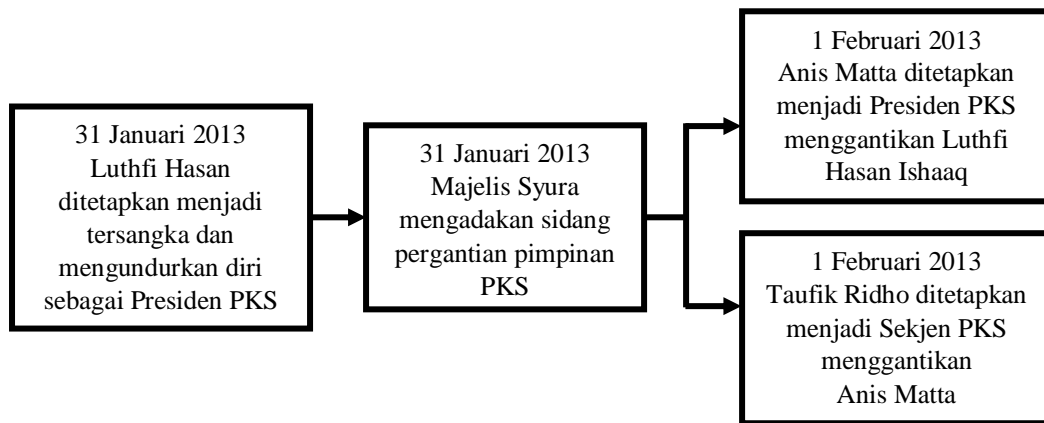 31 Januari 2013
Luthfi Hasan
ditetapkan menjadi
tersangka dan
mengundurkan diri
sebagai Presiden PKS
31 Januari 2013
Majelis Syura
mengadakan sidang
pergantian pimpinan
PKS
1 Februari 2013
Anis Matta ditetapkan
menjadi Presiden PKS
menggantikan Luthfi
Hasan Ishaaq
1 Februari 2013
Taufik Ridho ditetapkan
menjadi Sekjen PKS
menggantikan
Anis Matta